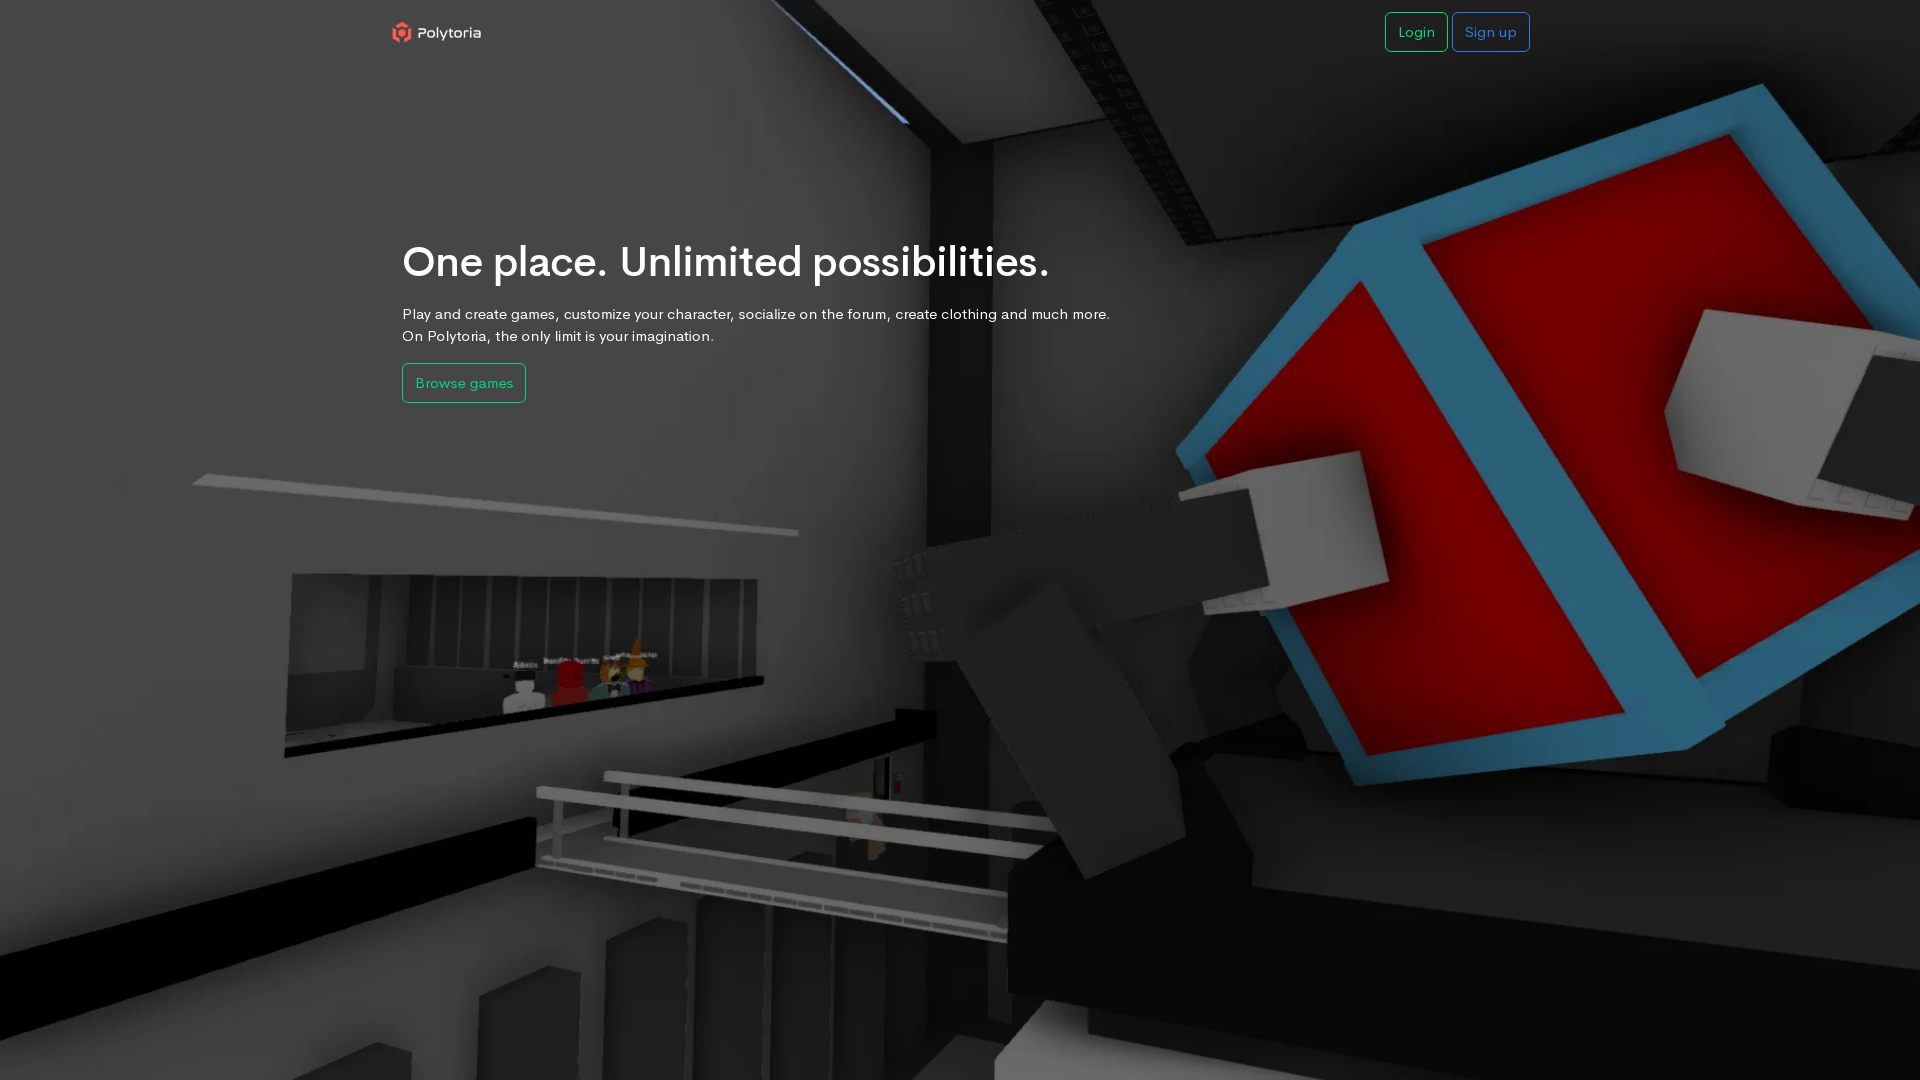 Polytoria
Login
Sign up
One place. Unlimited possibilities.
Play and create games, customize your character, socialize on the forum, create clothing and much more.
On Polytoria, the only limit is your imagination.
Browse games